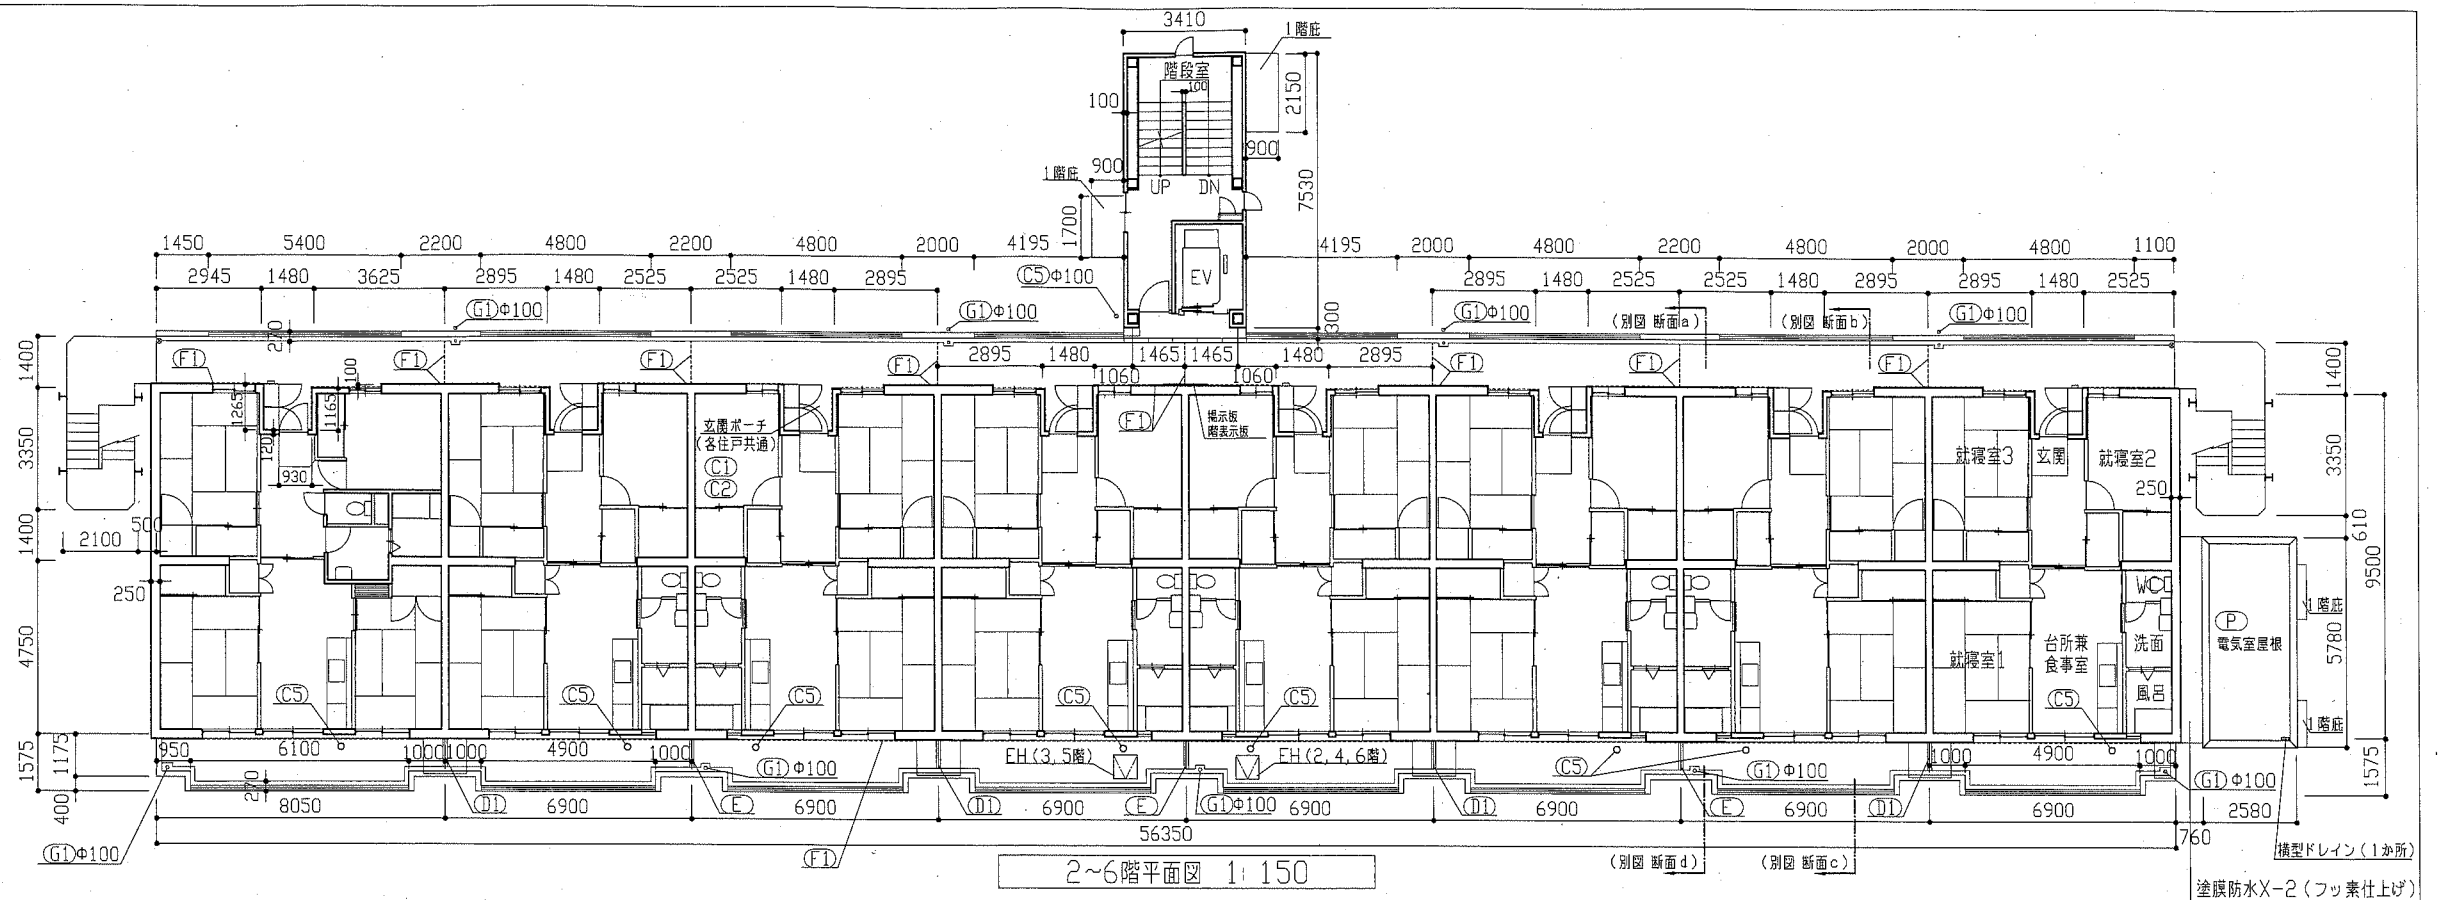 3410
1階庇
階段室
100
100
2150
900
900
1階庇
UP DN
7530
1700
1450 5400 2200 4800 2200 4800 2000 4195
4195 2000 4800 2200 4800 2000 4800 1100
2945 1480 3625 2895 1480 2525 2525 1480 2895
C5 Φ100
EV
2895 1480 2525 2525 1480 2895 2895 1480 2525
G1 Φ100
G1 Φ100
G1 Φ100
G1 Φ100
270
300
(別図 断面a)
(別図 断面b)
1400
F1
F1
F1
F1
2895 1480 1465 1465 1480 2895
F1
F1
F1
1400
100
1060
1060
1265
1165
玄関ポーチ
(各住戸共通)
C1
C2
F1
掲示板
階表示板
3350
120
930
就寝室3
玄関
就寝室2
3350
250
500
1400
2100
610
9500
250
4750
W
P
電気室屋根
1階庇
5780
台所兼
食事室
洗面
就寝室1
風呂
1階庇
C5
C5
C5
C5
C5
C5
C5
1575
1175
400
950 6100 1000 1000 4900 1000
EH(3,5階)
EH(2,4,6階)
1000 4900 1000
1575
270
G1 Φ100
G1 Φ100
G1 Φ100
G1 Φ100
8050 D1 6900 E 6900 D1 6900 E 6900 D1 6900 E 6900 D1 6900 2580
56350
760
G1 Φ100
F1
(別図 断面d)
(別図 断面c)
横型ドレイン(1か所)
2~6階平面図 1:150
塗膜防水X-2(フッ素仕上げ)